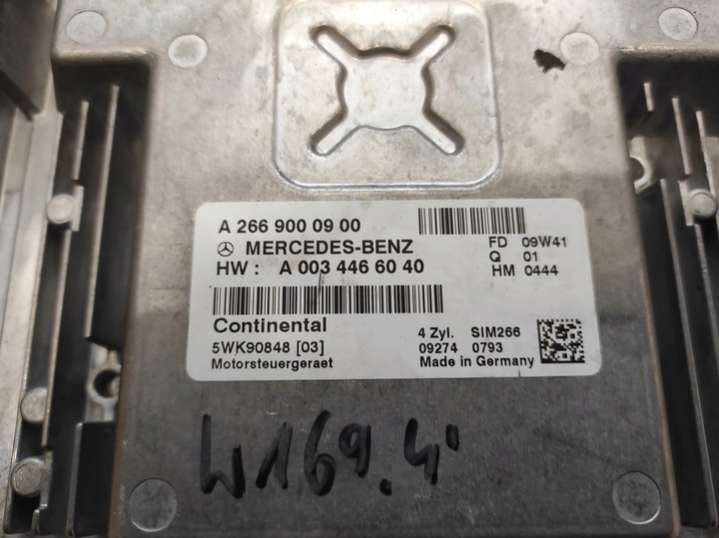 A 266 900 09 00
MERCEDES-BENZ
HW : A 003 446 60 40
FD 09W41
Q 01
HM 0444
Continental
5WK90848 [03]
Motorsteuergeraet
4 Zyl. SIM266
09274 0793
Made in Germany
W169.4'